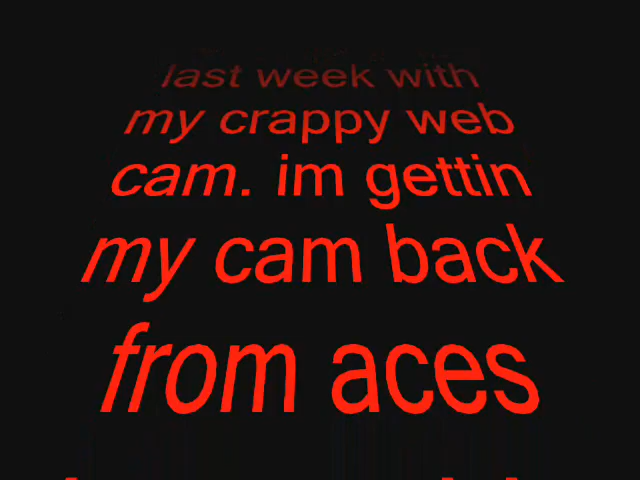 last week with
my crappy web
cam. im gettin
my cam back
from aces